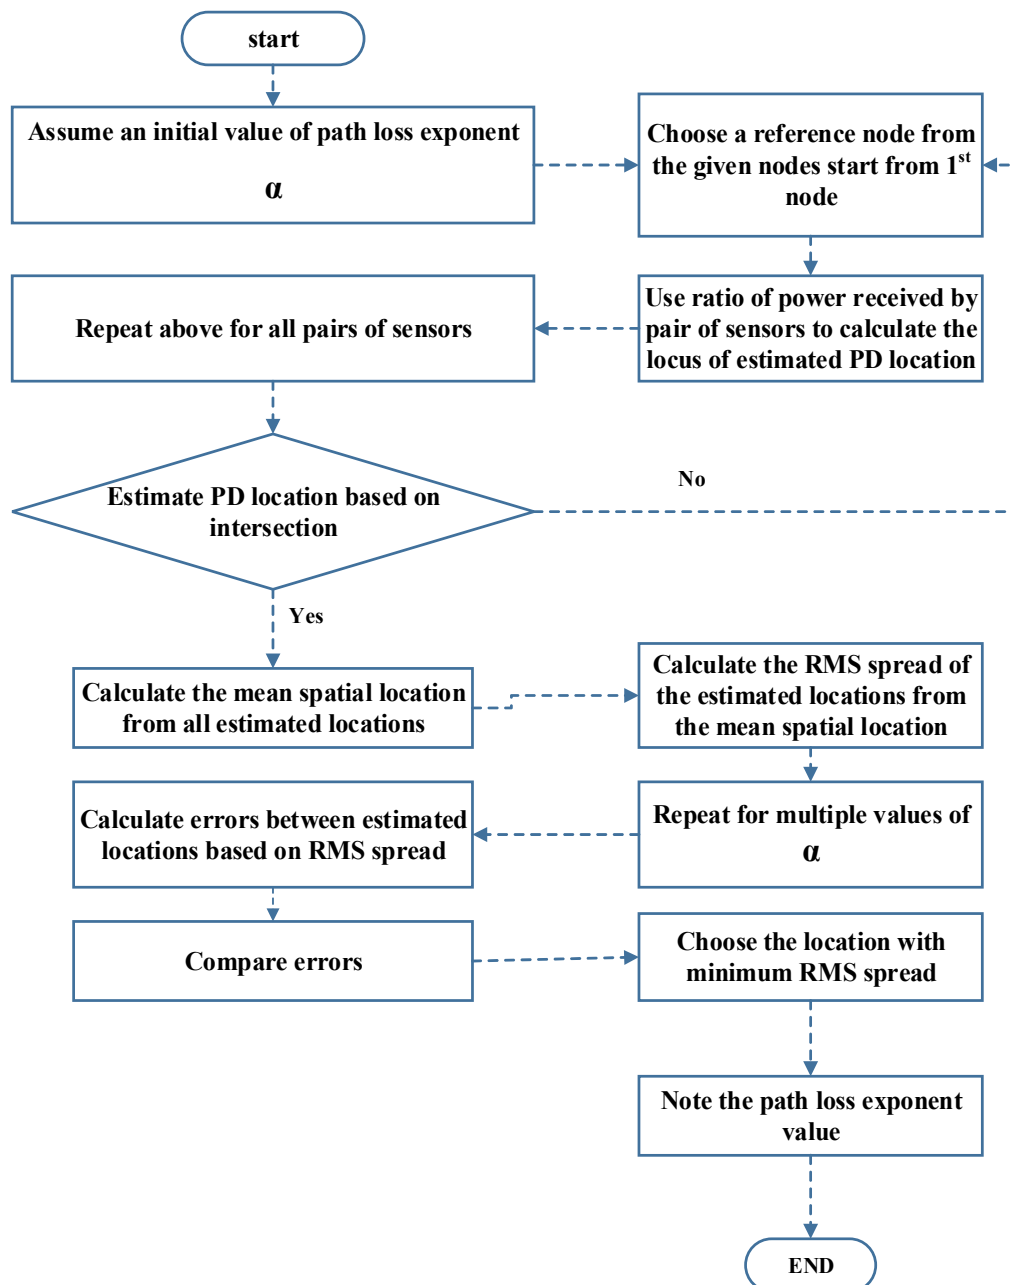 start
Assume an initial value of path loss exponent
α
Choose a reference node from
the given nodes start from 1st
node
Use ratio of power received by
pair of sensors to calculate the
locus of estimated PD location
Repeat above for all pairs of sensors
Estimate PD location based on
intersection
No
Yes
Calculate the mean spatial location
from all estimated locations
Calculate the RMS spread of
the estimated locations from
the mean spatial location
Repeat for multiple values of
α
Calculate errors between estimated
locations based on RMS spread
Compare errors
Choose the location with
minimum RMS spread
Note the path loss exponent
value
END